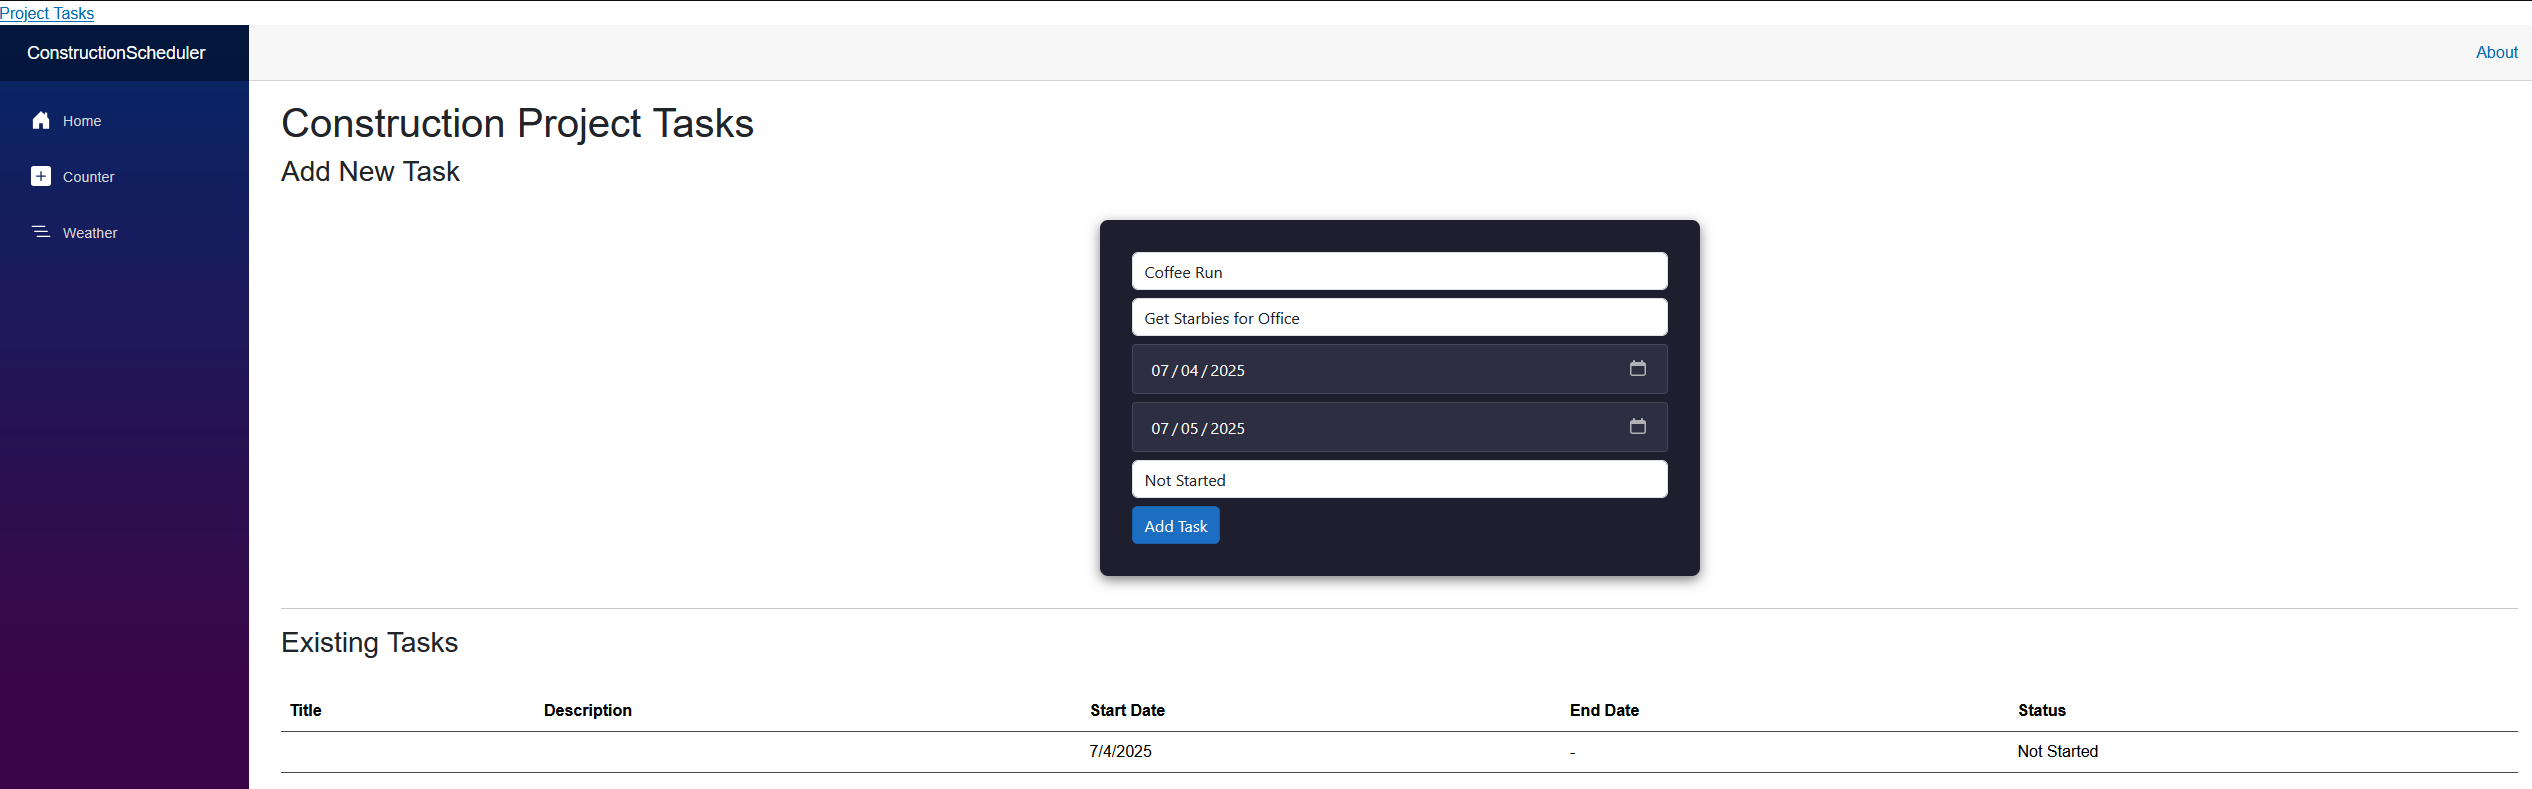 Project Tasks
ConstructionScheduler
About
Home
Counter
Weather
Construction Project Tasks
Add New Task
Coffee Run
Get Starbies for Office
07/04/2025
07/05/2025
Not Started
Add Task
Existing Tasks
Title Description Start Date End Date Status
7/4/2025 - Not Started